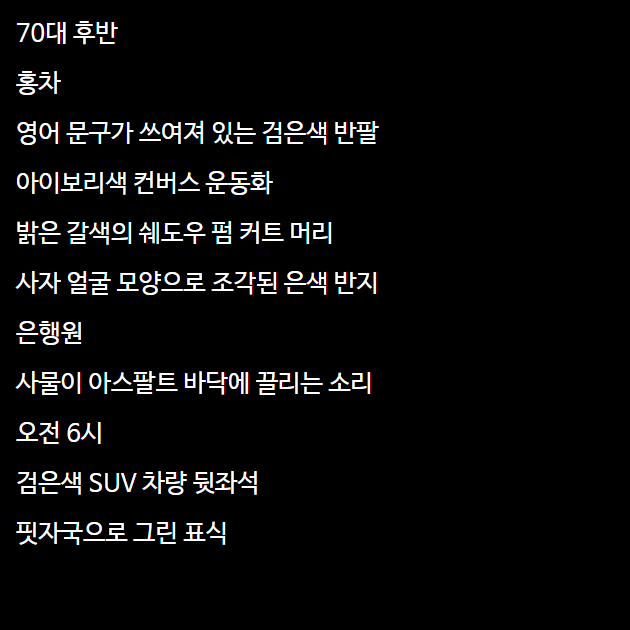 70대 후반
홍차
영어 문구가 쓰여져 있는 검은색 반팔
아이보리색 컨버스 운동화
밝은 갈색의 쉐도우 펌 커트 머리
사자 얼굴 모양으로 조각된 은색 반지
은행원
사물이 아스팔트 바닥에 끌리는 소리
오전 6시
검은색 SUV 차량 뒷좌석
핏자국으로 그린 표식